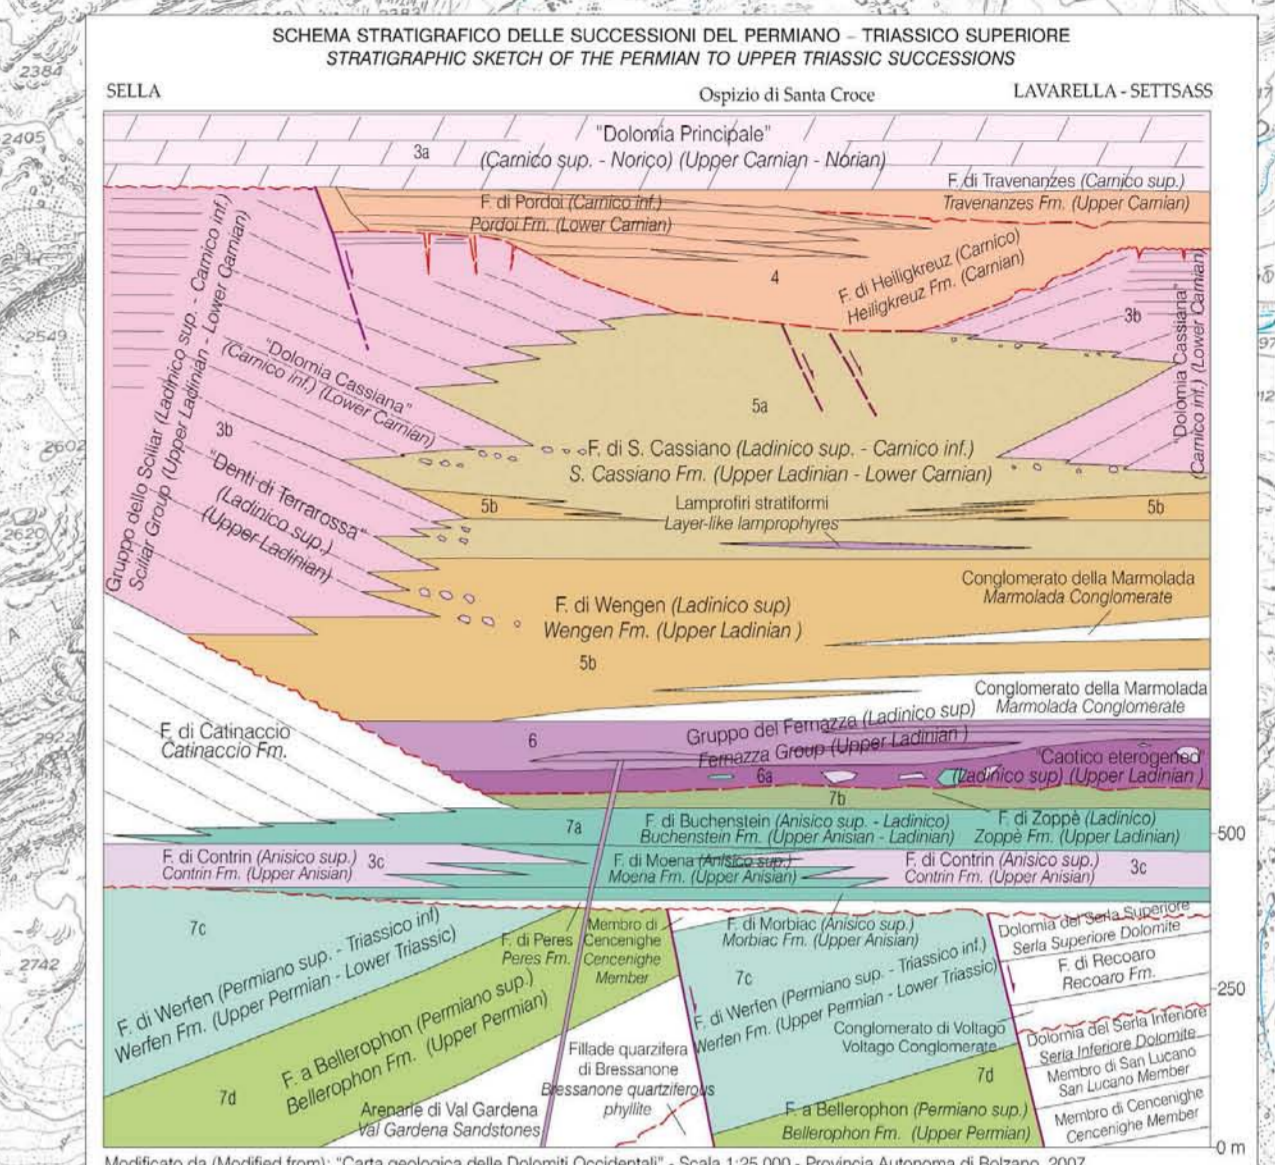 2384
2405
2549
2602
2620
2742
SCHEMA STRATIGRAFICO DELLE SUCCESSIONI DEL PERMIANO – TRIASSICO SUPERIORE
STRATIGRAPHIC SKETCH OF THE PERMIAN TO UPPER TRIASSIC SUCCESSIONS
SELLA
Ospizio di Santa Croce
LAVARELLA - SETTSASS
"Dolomia Principale"
3a
(Carnico sup. - Norico) (Upper Carnian - Norian)
F. di Travenanzes (Carnico sup.)
Travenanzes Fm. (Upper Carnian)
F. di Pordoi (Carnico inf.)
Pordoi Fm. (Lower Carnian)
4
F. di Heiligkreuz (Carnico)
Heiligkreuz Fm. (Carnian)
Gruppo dello Sciliar (Ladinico sup. - Carnico inf.)
Sciliar Group (Upper Ladinian - Lower Carnian)
"Dolomia Cassiana"
(Carnico inf.) (Lower Carnian)
3b
"Denti di Terrarossa"
(Ladinico sup.)
(Upper Ladinian)
3b
"Dolomia Cassiana"
(Carnico inf.) (Lower Carnian)
5a
F. di S. Cassiano (Ladinico sup. - Carnico inf.)
S. Cassiano Fm. (Upper Ladinian - Lower Carnian)
5b
Lamprofiri stratiformi
Layer-like lamprophyres
5b
Conglomerato della Marmolada
Marmolada Conglomerate
F. di Wengen (Ladinico sup)
Wengen Fm. (Upper Ladinian )
5b
Conglomerato della Marmolada
Marmolada Conglomerate
F. di Catinaccio
Catinaccio Fm.
6
Gruppo del Fernazza (Ladinico sup)
Fernazza Group (Upper Ladinian )
6a
"Caotico eterogeneo"
(Ladinico sup) (Upper Ladinian )
7b
7a
F. di Buchenstein (Anisico sup. - Ladinico)
Buchenstein Fm. (Upper Anisian - Ladinian)
F. di Zoppè (Ladinico)
Zoppè Fm. (Upper Ladinian)
500
F. di Contrin (Anisico sup.)
Contrin Fm. (Upper Anisian)
3c
F. di Moena (Anisico sup.)
Moena Fm. (Upper Anisian)
F. di Contrin (Anisico sup.)
Contrin Fm. (Upper Anisian)
3c
7c
F. di Werfen (Permiano sup. - Triassico inf)
Werfen Fm. (Upper Permian - Lower Triassic)
F. di Peres
Peres Fm.
Membro di
Cencenighe
Cencenighe
Member
F. di Morbiac (Anisico sup.)
Morbiac Fm. (Upper Anisian)
7c
F. di Werfen (Permiano sup. - Triassico inf.)
Werfen Fm. (Upper Permian - Lower Triassic)
Dolomia del Serla Superiore
Serla Superiore Dolomite
F. di Recoaro
Recoaro Fm.
250
F. a Bellerophon (Permiano sup.)
Bellerophon Fm. (Upper Permian)
7d
Fillade quarzifera
di Bressanone
Bressanone quartziferous
phyllite
Conglomerato di Voltago
Voltago Conglomerate
Dolomia del Serla Inferiore
Serla Inferiore Dolomite
Membro di San Lucano
San Lucano Member
7d
Arenarie di Val Gardena
Val Gardena Sandstones
F. a Bellerophon (Permiano sup.)
Bellerophon Fm. (Upper Permian)
Membro di Cencenighe
Cencenighe Member
0 m
Modificato da (Modified from): "Carta geologica delle Dolomiti Occidentali" - Scala 1:25.000 - Provincia Autonoma di Bolzano, 2007